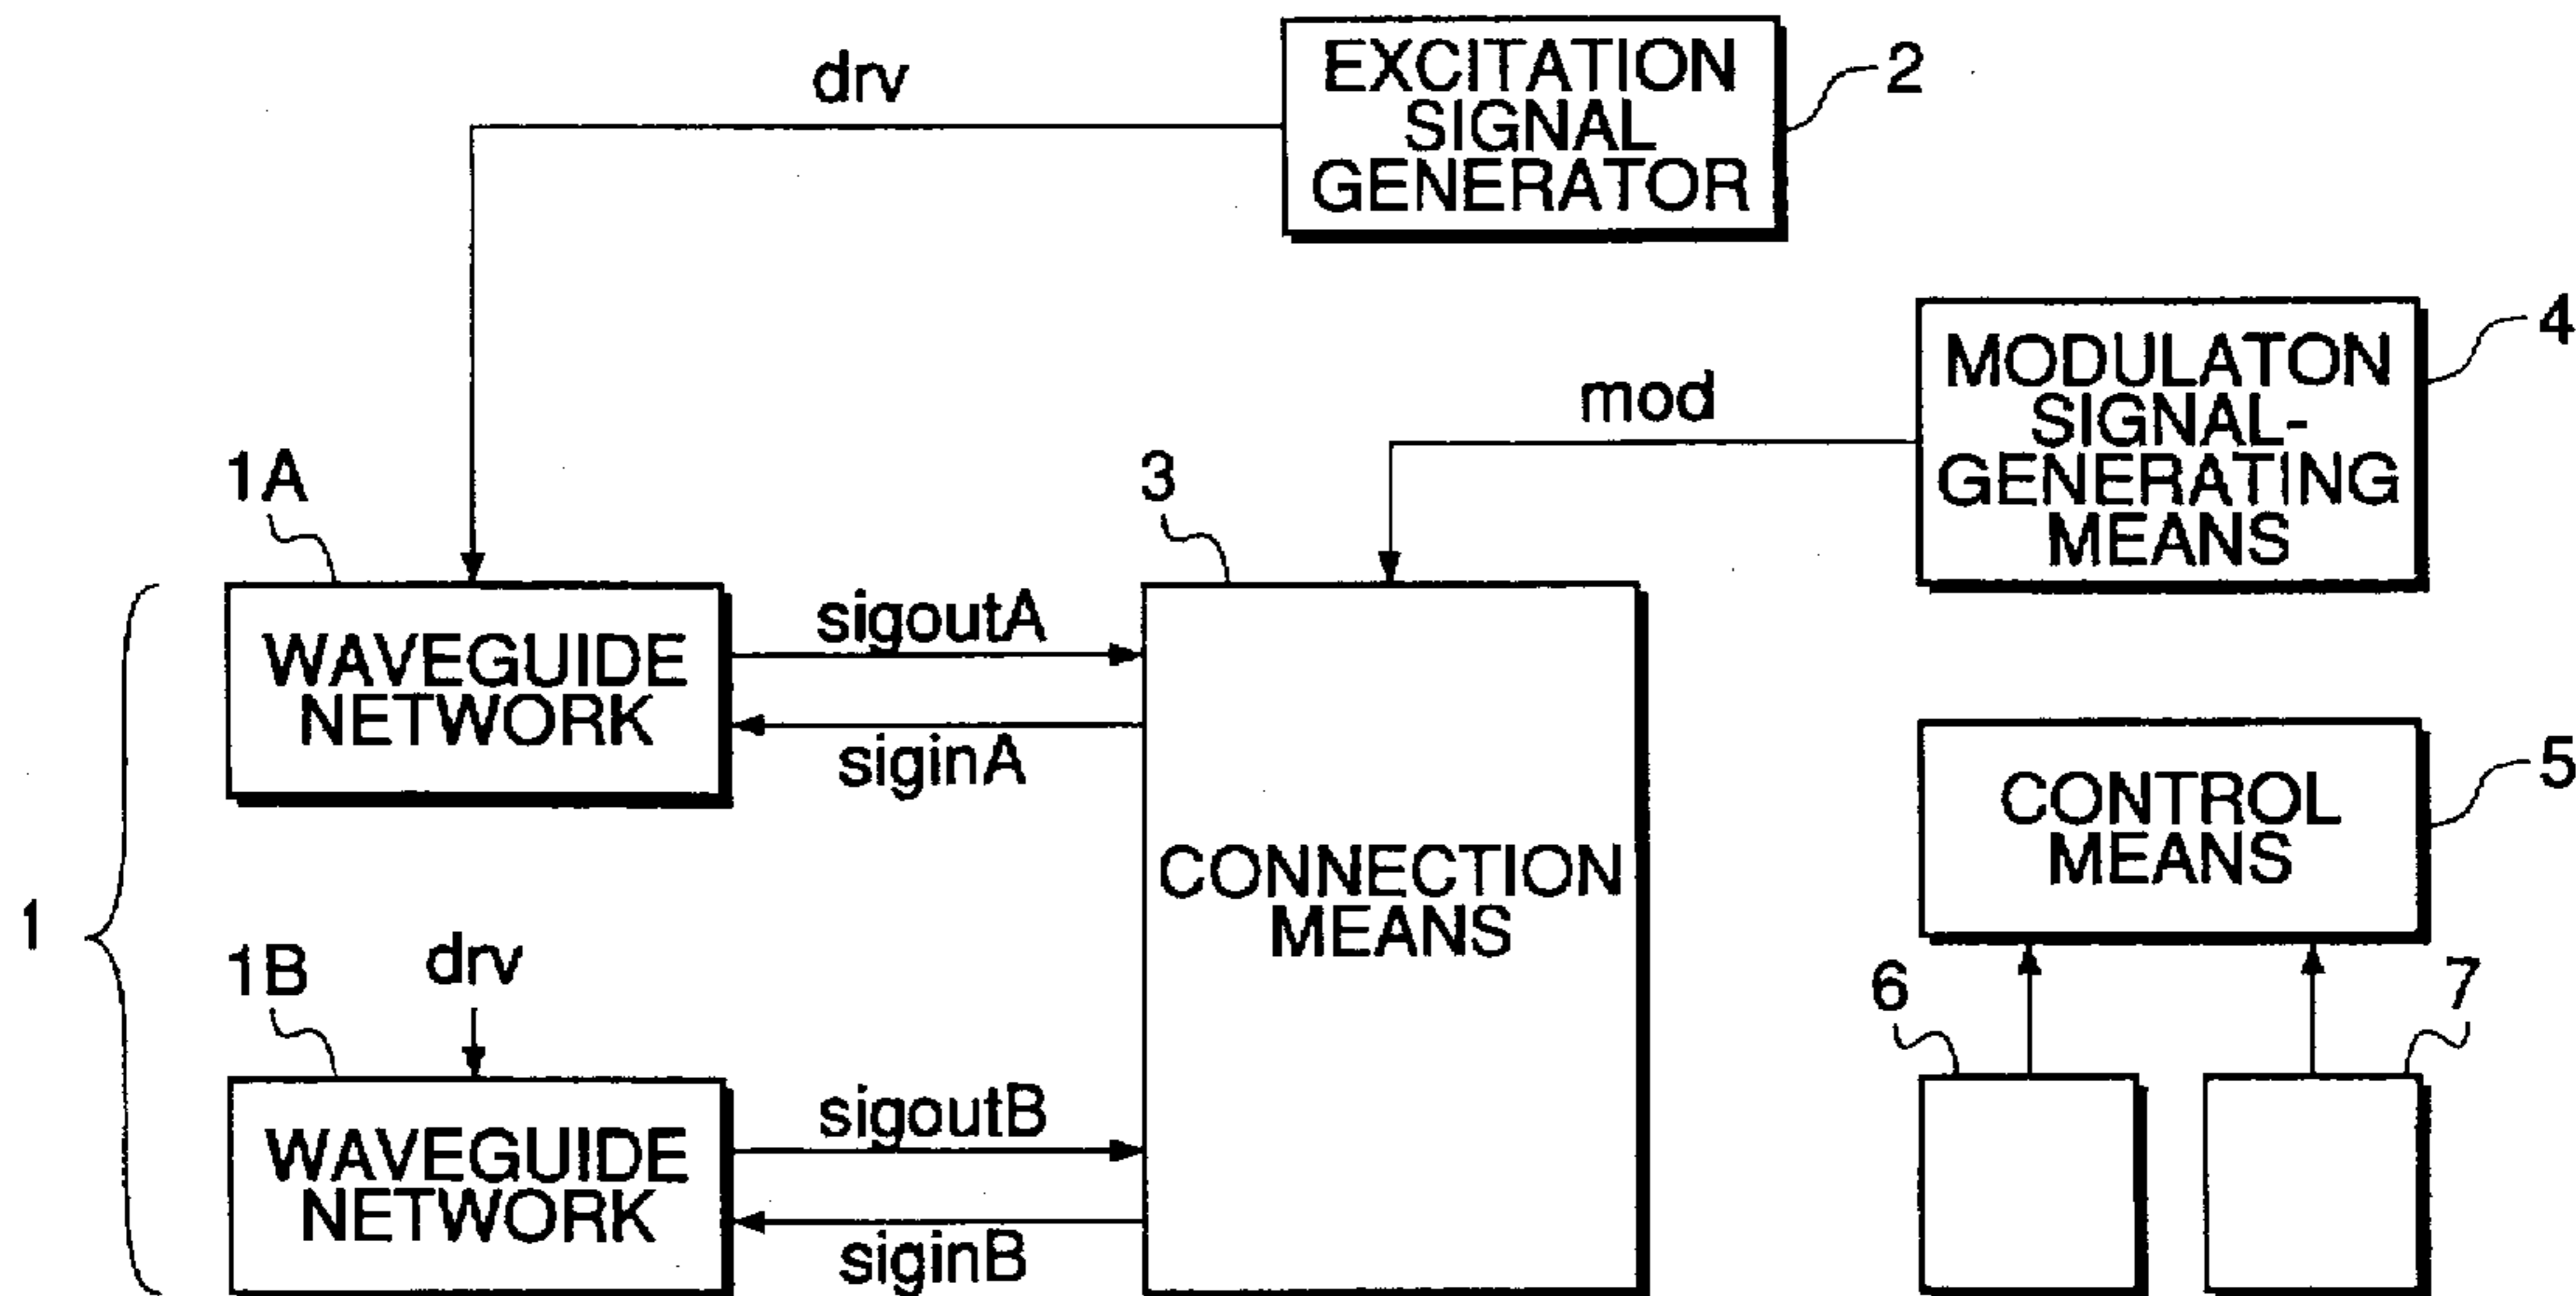 drv
EXCITATION
SIGNAL
GENERATOR
2
mod
MODULATON
SIGNAL-
GENERATING
MEANS
4
1A
3
WAVEGUIDE
NETWORK
sigoutA
siginA
CONNECTION
MEANS
CONTROL
MEANS
5
1
1B
drv
6
7
WAVEGUIDE
NETWORK
sigoutB
siginB